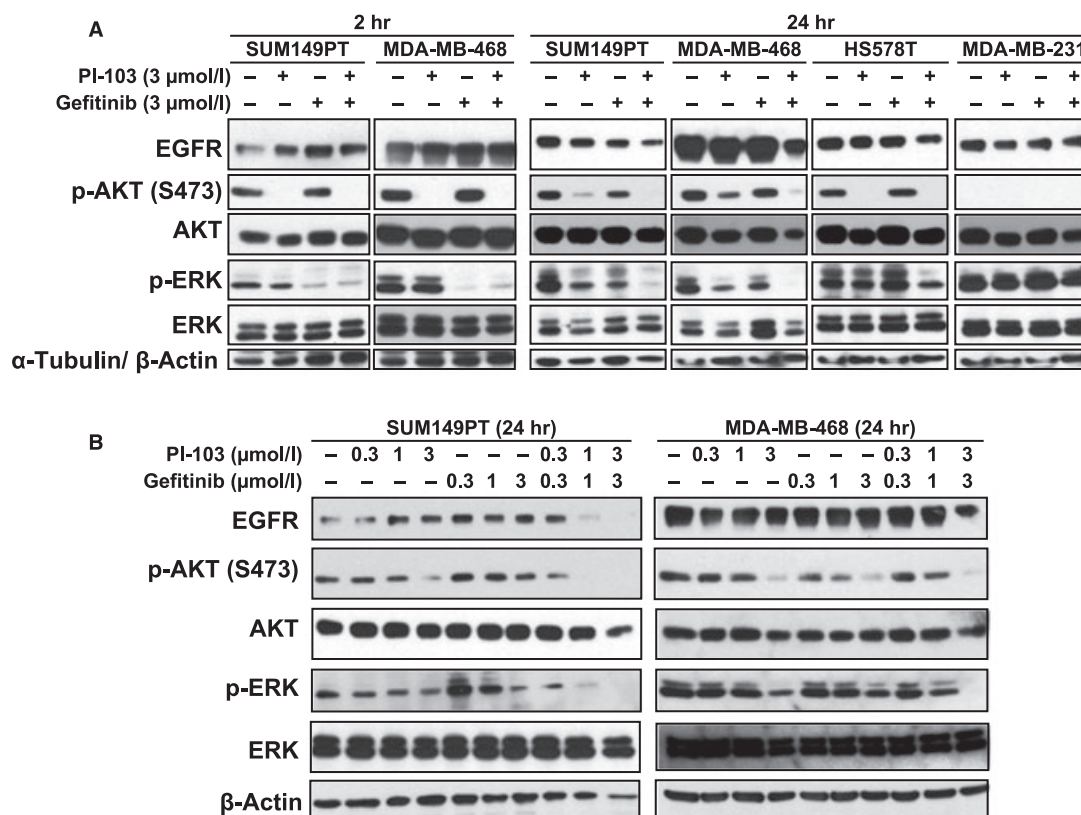 A
2 hr 24 hr
SUM149PT MDA-MB-468 SUM149PT MDA-MB-468 HS578T MDA-MB-231
PI-103 (3 µmol/l) – + – + – + – + – + – + – + – + – + – + – + – +
Gefitinib (3 µmol/l) – – + + – – + + – – + + – – + + – – + + – – + +
EGFR
p-AKT (S473)
AKT
p-ERK
ERK
α-Tubulin/ β-Actin
B
SUM149PT (24 hr) MDA-MB-468 (24 hr)
PI-103 (µmol/l) – 0.3 1 3 – – – 0.3 1 3 – 0.3 1 3 – – – 0.3 1 3
Gefitinib (µmol/l) – – – – 0.3 1 3 0.3 1 3 – – – – 0.3 1 3 0.3 1 3
EGFR
p-AKT (S473)
AKT
p-ERK
ERK
β-Actin